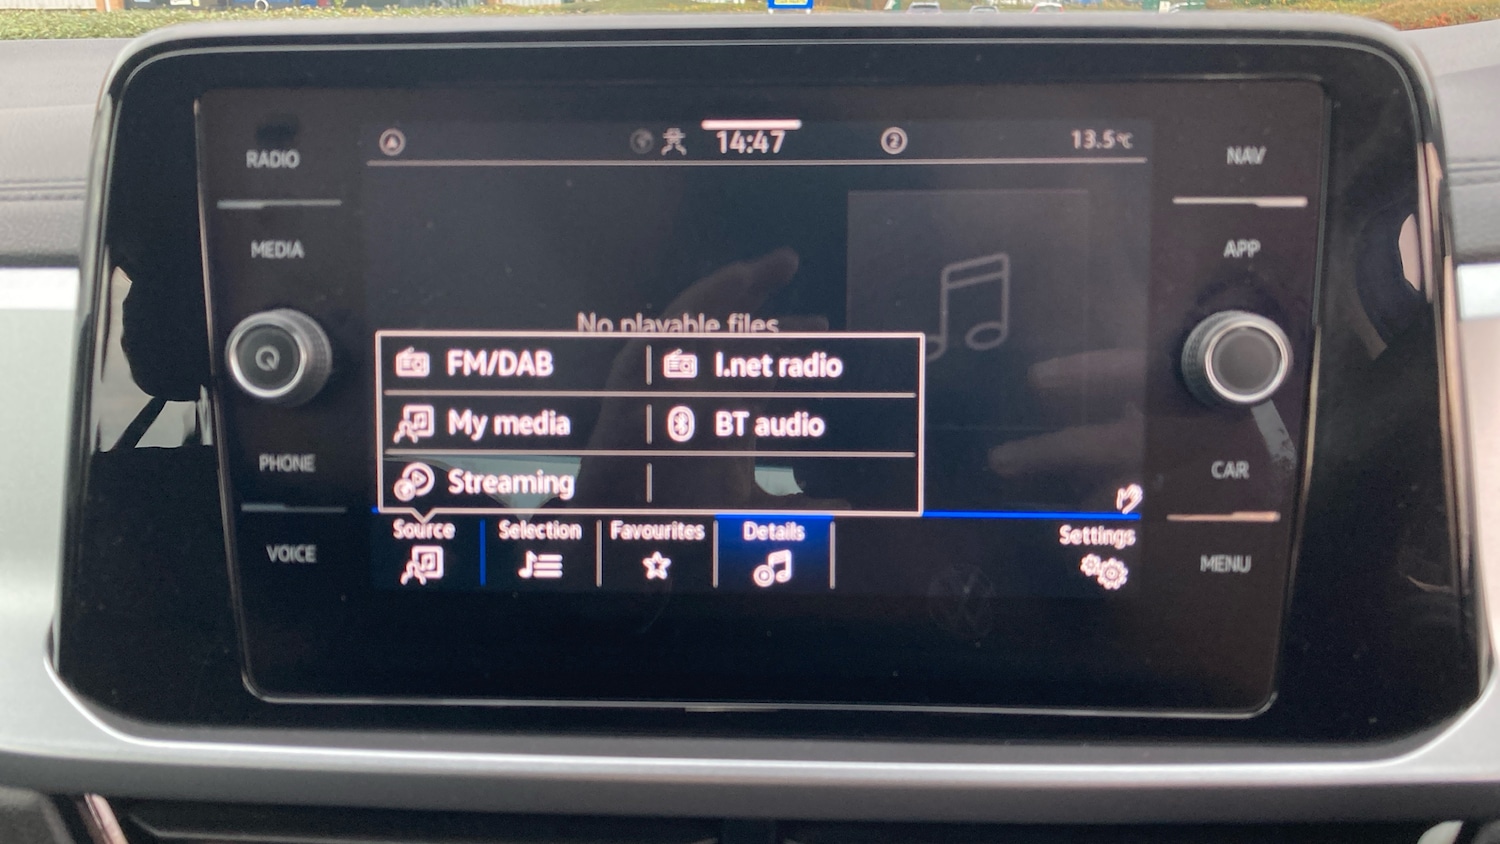 14:47
2
13.5°C
RADIO
NAV
MEDIA
APP
No playable files
FM/DAB
I.net radio
My media
BT audio
Streaming
PHONE
CAR
Source
Selection
Favourites
Details
Settings
VOICE
MENU